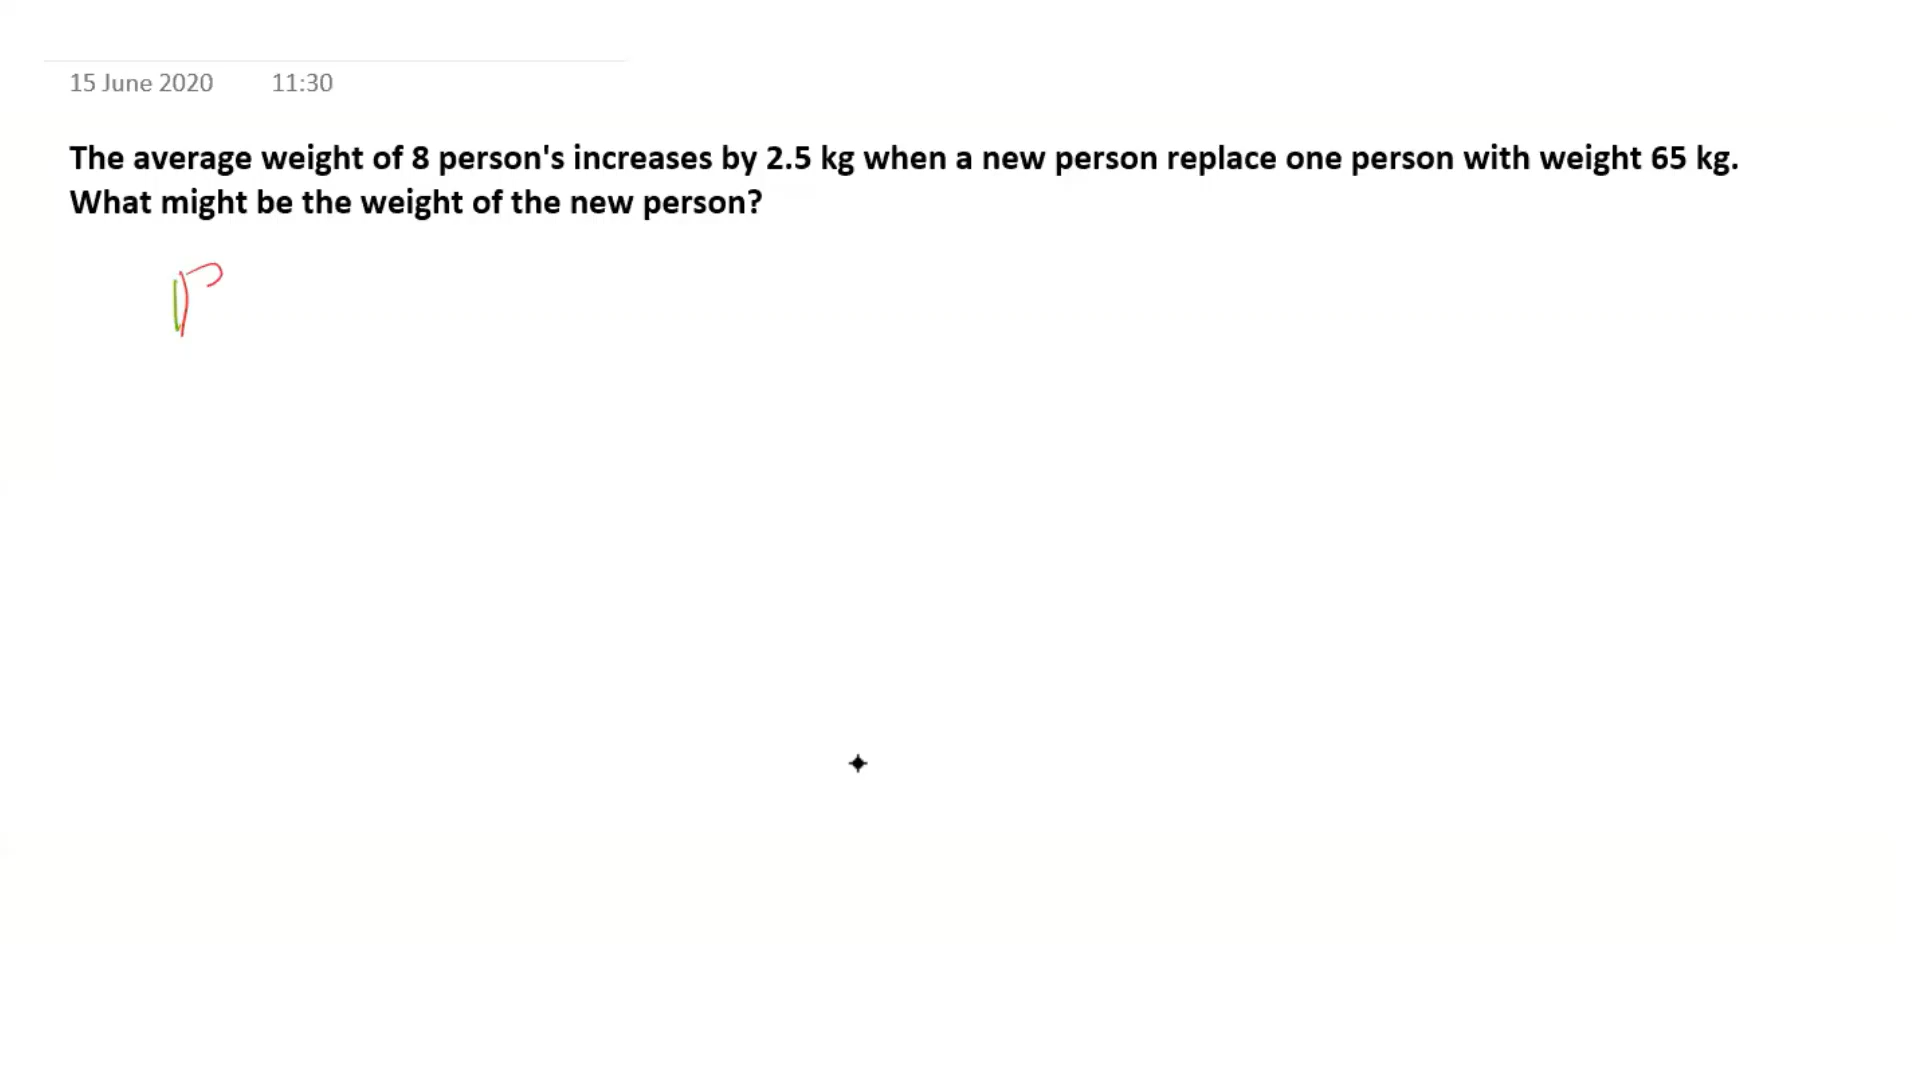 15 June 2020 11:30
The average weight of 8 person's increases by 2.5 kg when a new person replace one person with weight 65 kg.
What might be the weight of the new person?